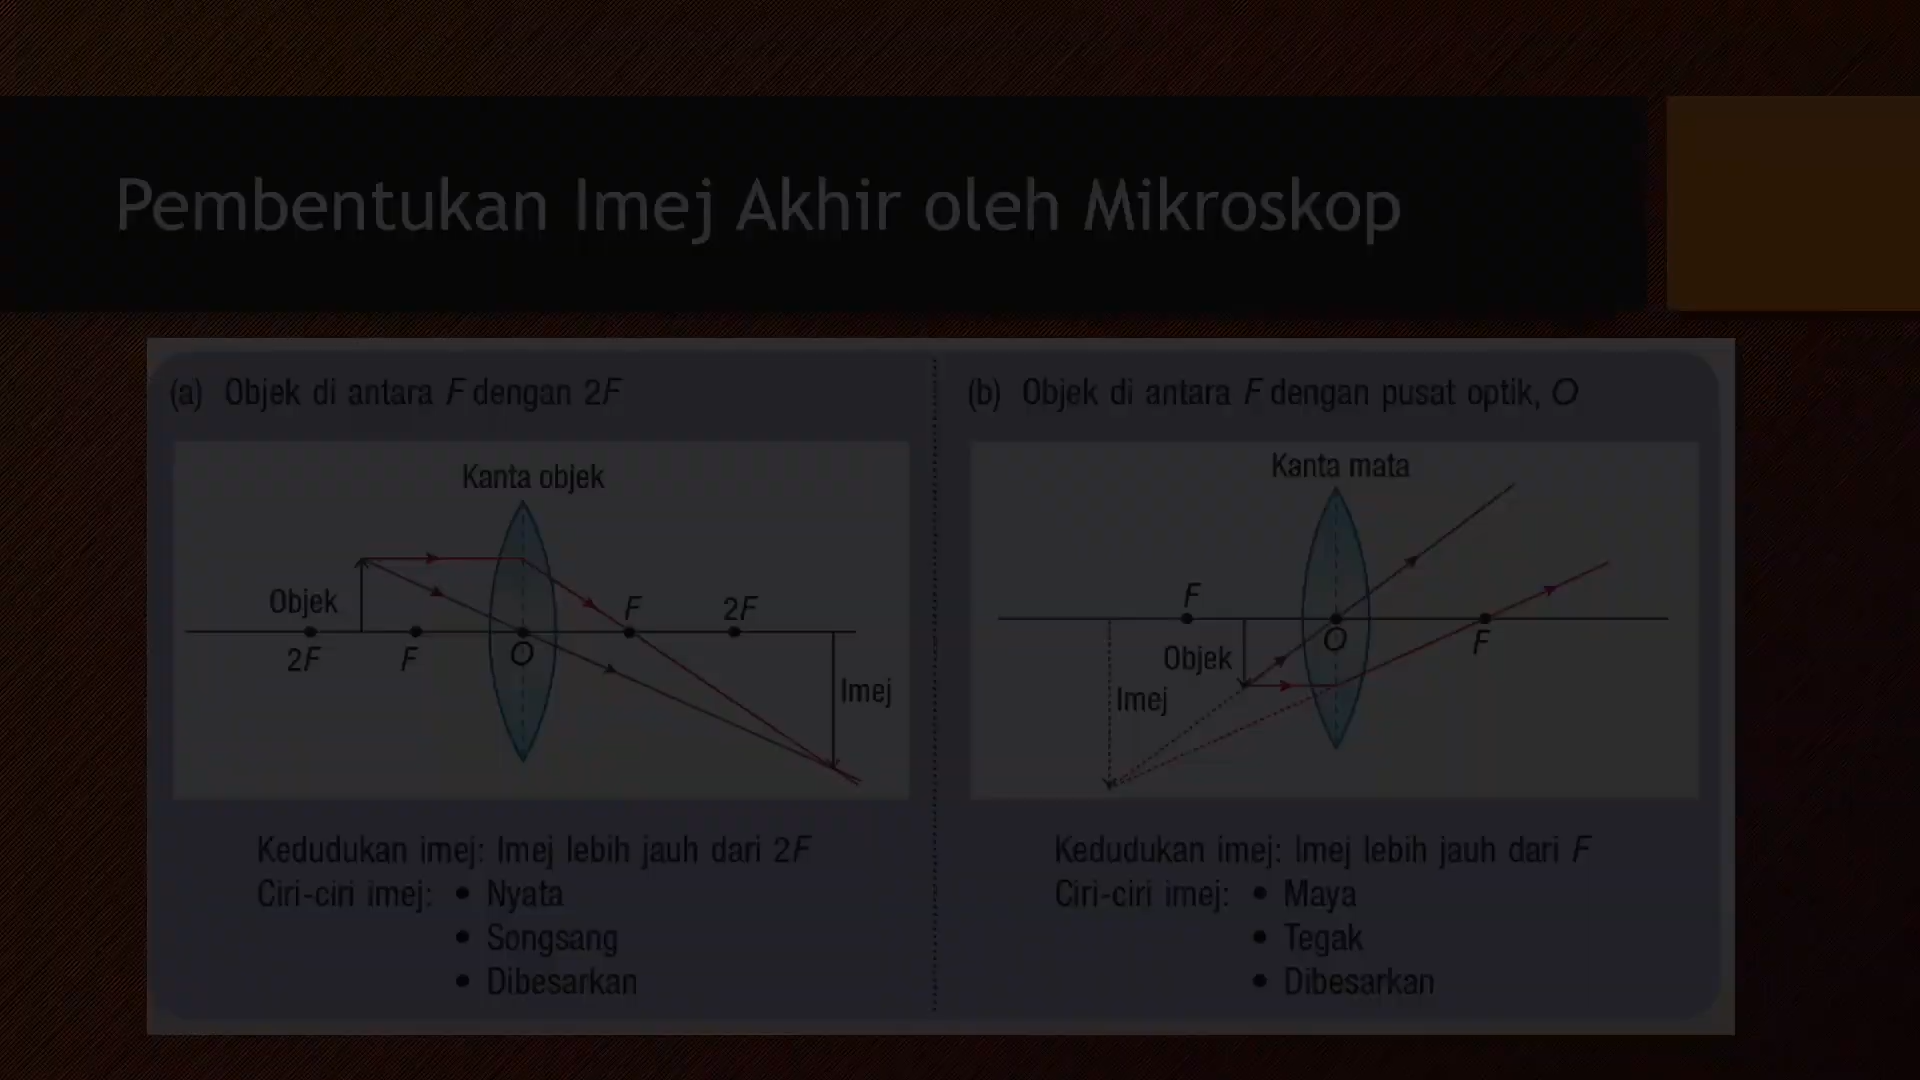 Pembentukan Imej Akhir oleh Mikroskop
(a) Objek di antara F dengan 2F
Kanta objek
Objek
F
2F
2F
F
O
Imej
Kedudukan imej: Imej lebih jauh dari 2F
Ciri-ciri imej: • Nyata
• Songsang
• Dibesarkan
(b) Objek di antara F dengan pusat optik, O
Kanta mata
F
O
F
Objek
Imej
Kedudukan imej: Imej lebih jauh dari F
Ciri-ciri imej: • Maya
• Tegak
• Dibesarkan